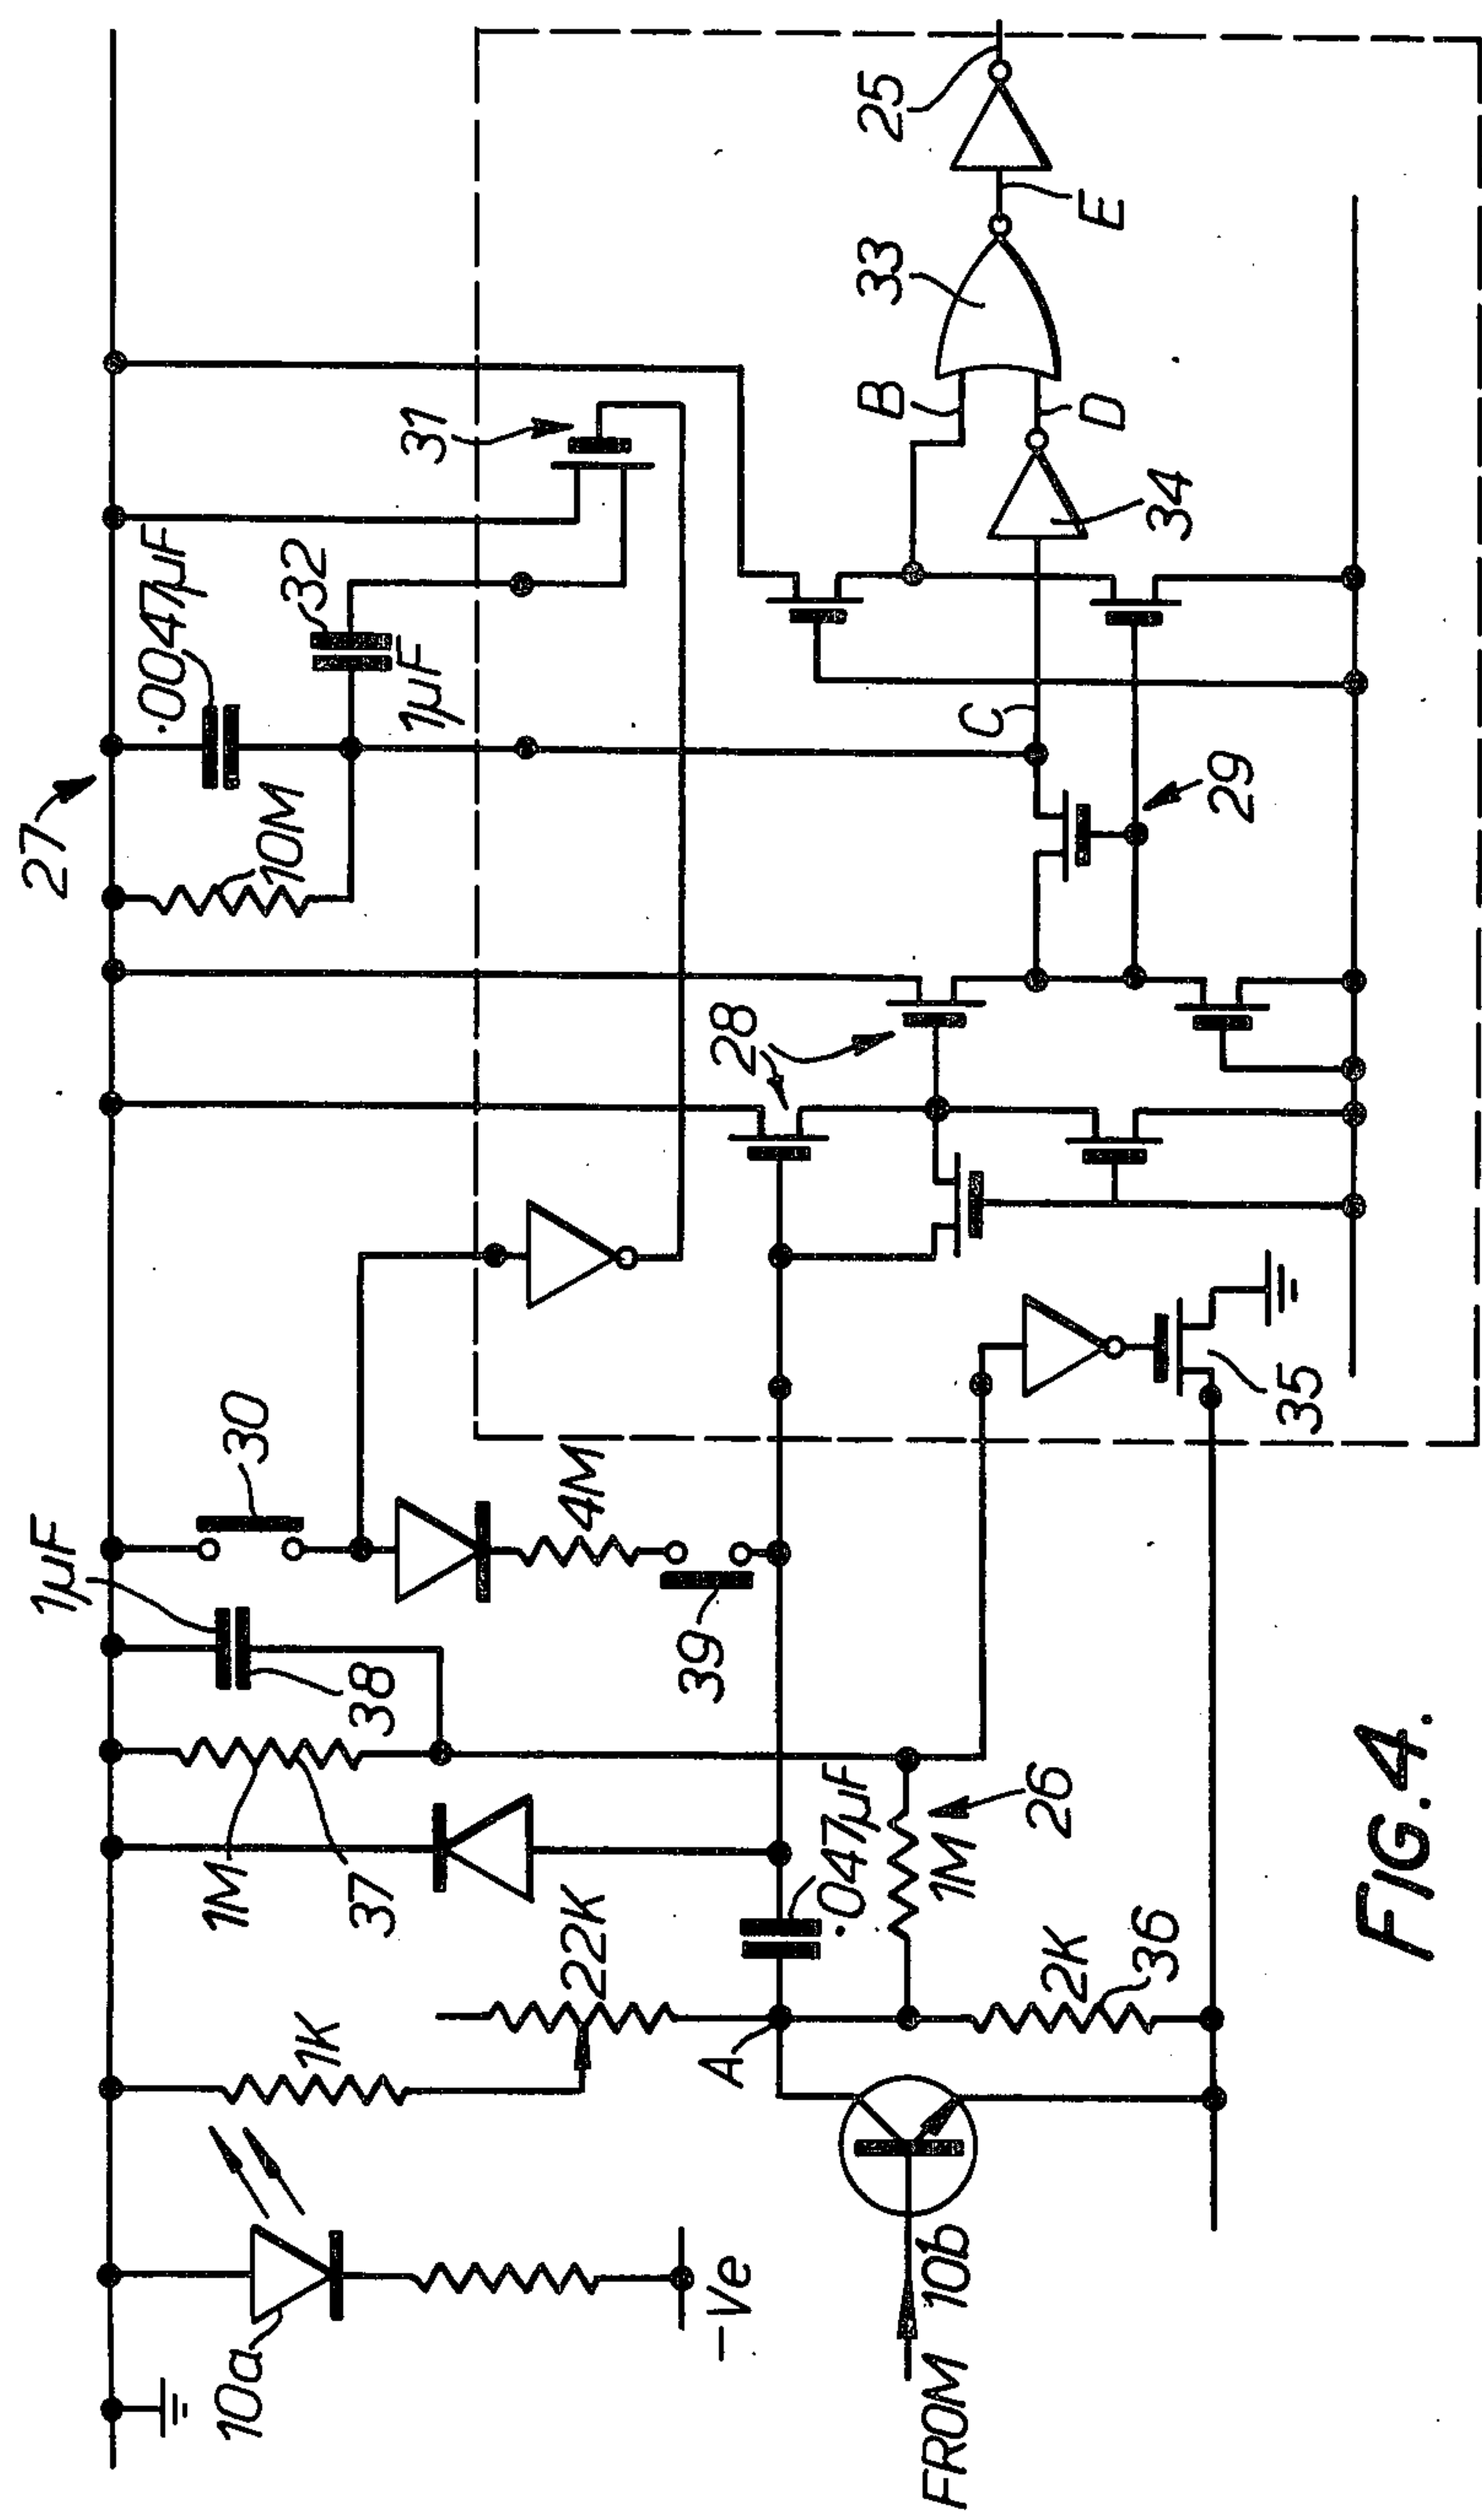 27
.0047µF
10M
32
1µF
31
25
33
B
E
D
34
C
29
28
30
1µF
38
4M
39
35
1M
37
22K
.047µF
1M
26
1K
A
2K
36
10a
-Ve
FROM 10b
FIG.4.